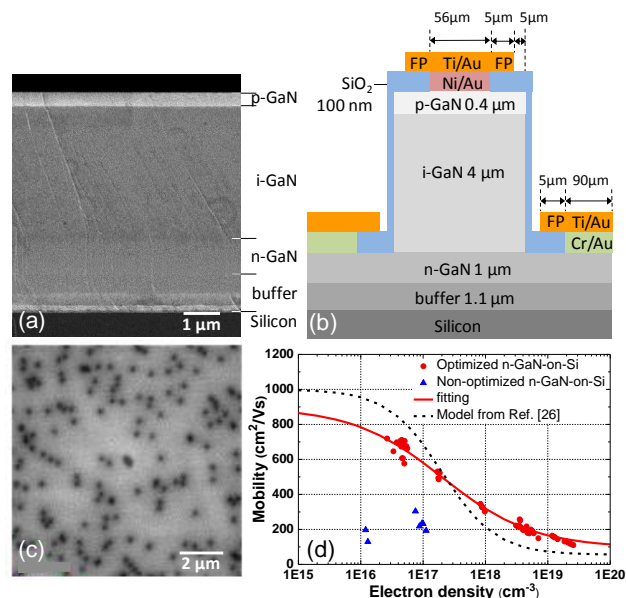 p-GaN
i-GaN
n-GaN
buffer
Silicon
(a)
1 µm
56µm 5µm 5µm
FP Ti/Au FP
SiO2
100 nm
Ni/Au
p-GaN 0.4 µm
i-GaN 4 µm
5µm 90µm
FP Ti/Au
Cr/Au
n-GaN 1 µm
buffer 1.1 µm
Silicon
(b)
(c)
2 µm
Mobility (cm²/Vs)
1200
1000
800
600
400
200
0
Optimized n-GaN-on-Si
Non-optimized n-GaN-on-Si
fitting
Model from Ref. [26]
(d)
1E15 1E16 1E17 1E18 1E19 1E20
Electron density (cm⁻³)